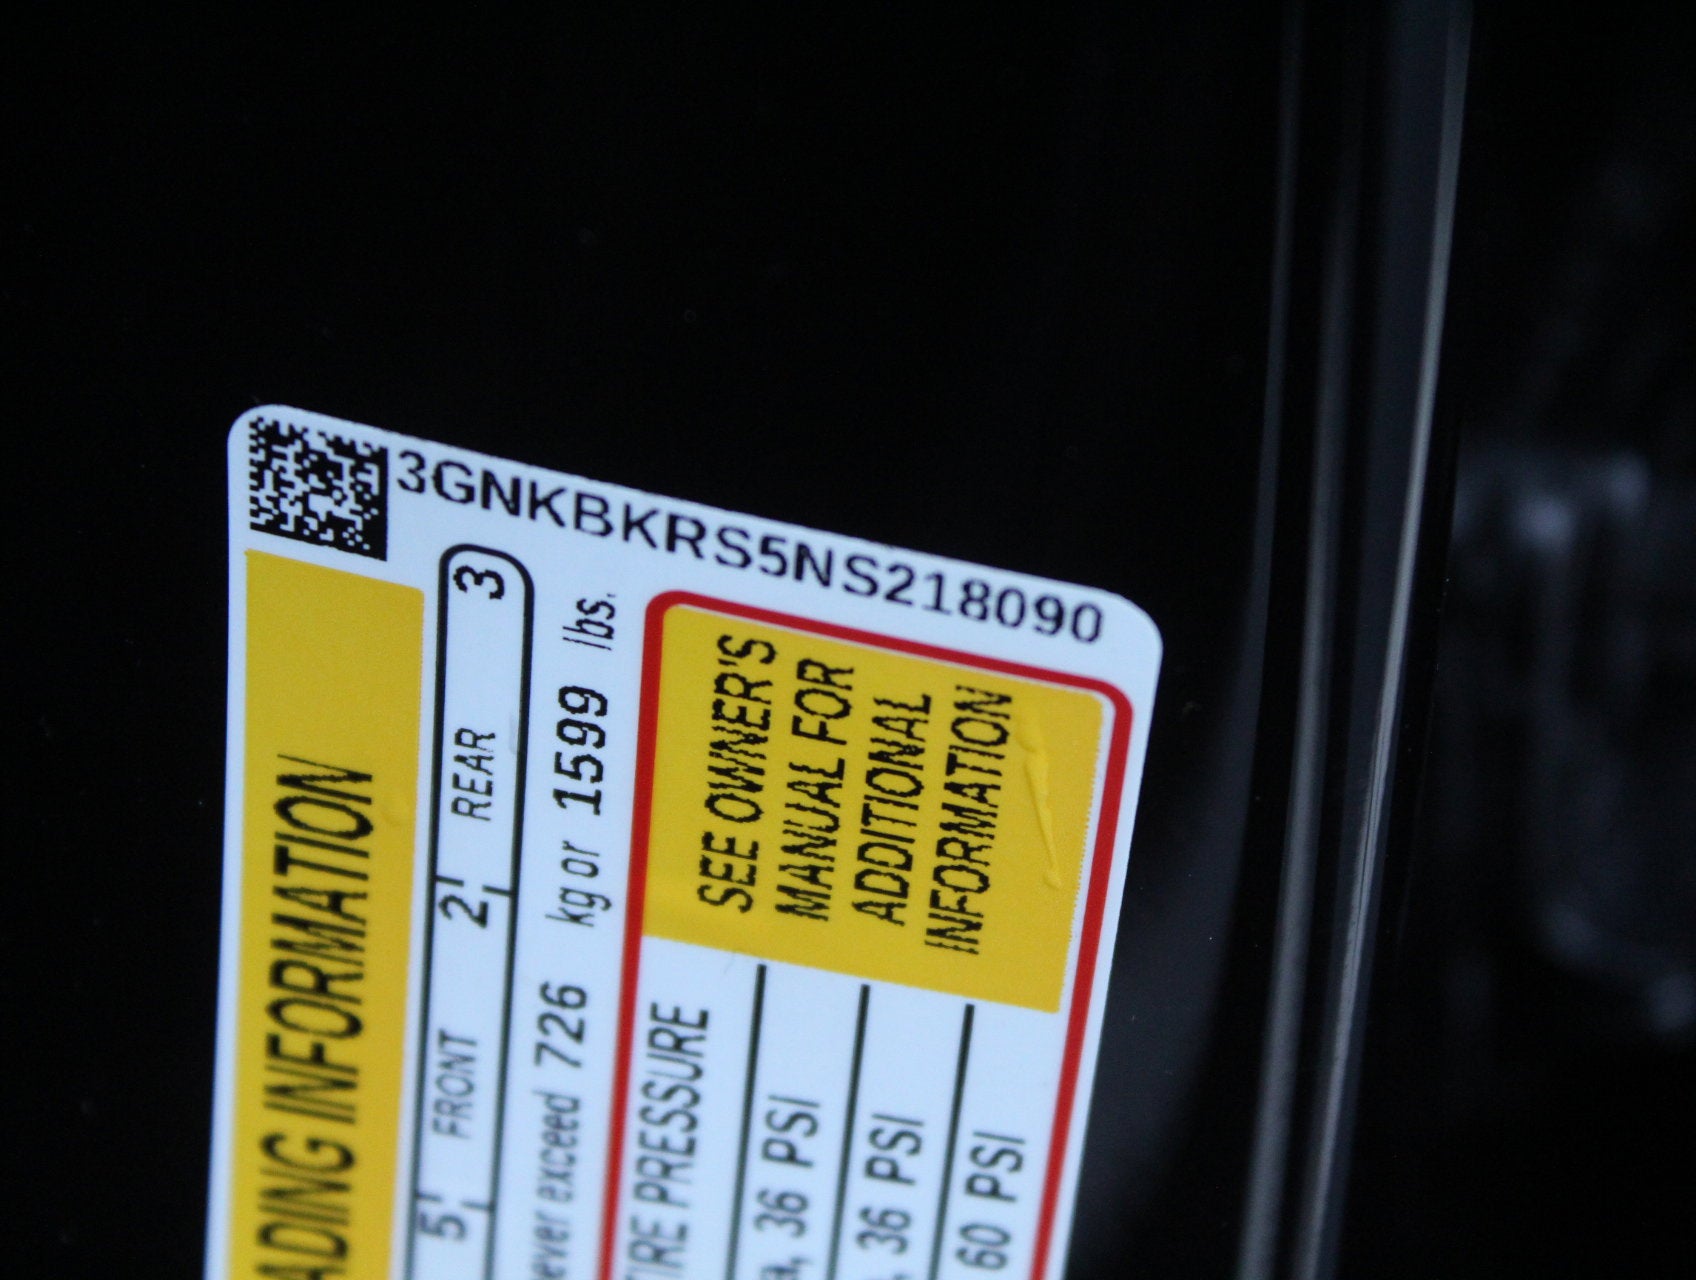 3GNKBKRS5NS218090
ADING INFORMATION
5 FRONT 2 REAR 3
never exceed 726 kg or 1599 lbs.
TIRE PRESSURE
SEE OWNER'S
MANUAL FOR
ADDITIONAL
INFORMATION
36 PSI
36 PSI
60 PSI